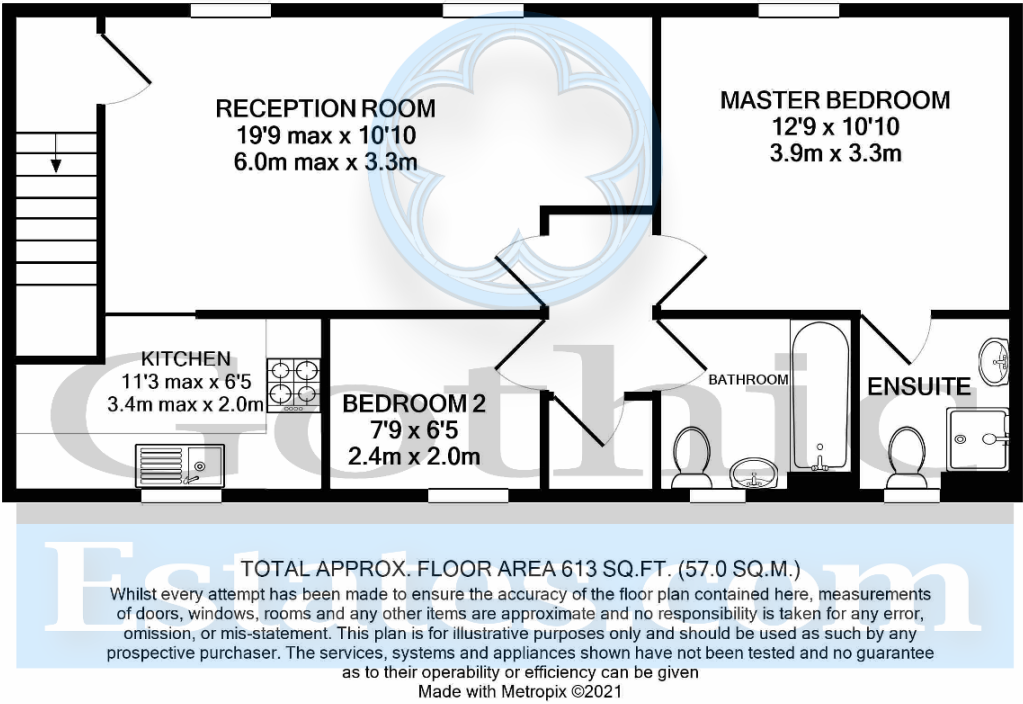 RECEPTION ROOM
19'9 max x 10'10
6.0m max x 3.3m
MASTER BEDROOM
12'9 x 10'10
3.9m x 3.3m
KITCHEN
11'3 max x 6'5
3.4m max x 2.0m
BEDROOM 2
7'9 x 6'5
2.4m x 2.0m
BATHROOM
ENSUITE
Gothic
Estates.com
TOTAL APPROX. FLOOR AREA 613 SQ.FT. (57.0 SQ.M.)
Whilst every attempt has been made to ensure the accuracy of the floor plan contained here, measurements
of doors, windows, rooms and any other items are approximate and no responsibility is taken for any error,
omission, or mis-statement. This plan is for illustrative purposes only and should be used as such by any
prospective purchaser. The services, systems and appliances shown have not been tested and no guarantee
as to their operability or efficiency can be given
Made with Metropix ©2021